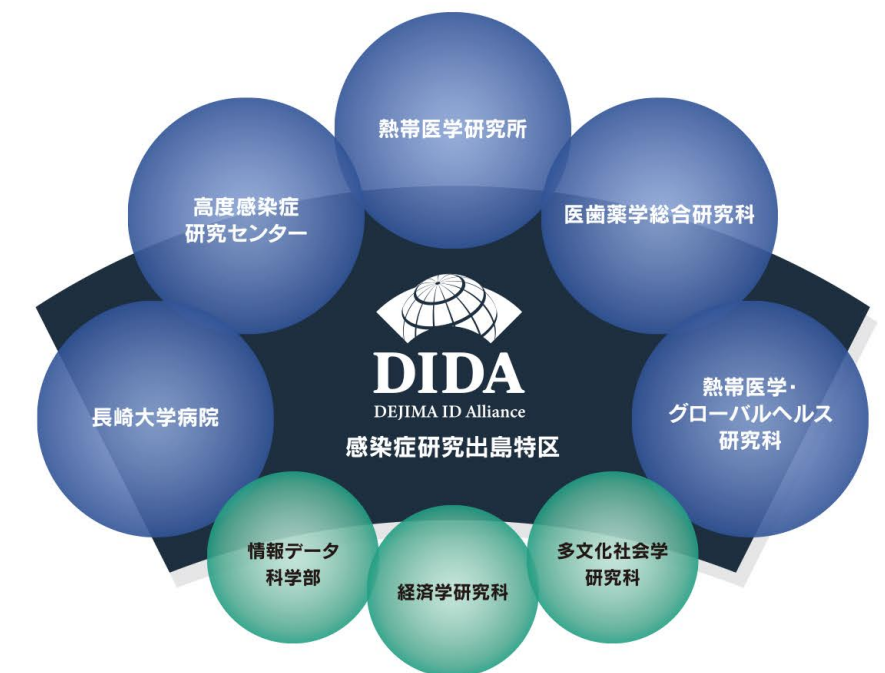 熱帯医学研究所
高度感染症
研究センター
医歯薬学総合研究科
DIDA
DEJIMA ID Alliance
感染症研究出島特区
長崎大学病院
熱帯医学・
グローバルヘルス
研究科
情報データ
科学部
経済学研究科
多文化社会学
研究科